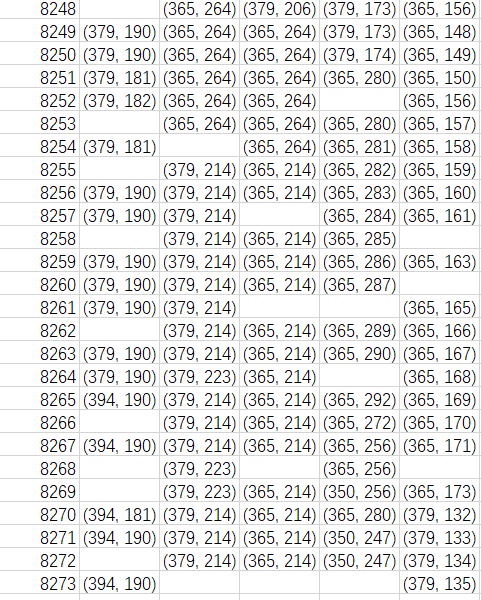 8248 (365, 264) (379, 206) (379, 173) (365, 156)
8249 (379, 190) (365, 264) (365, 264) (379, 173) (365, 148)
8250 (379, 190) (365, 264) (365, 264) (379, 174) (365, 149)
8251 (379, 181) (365, 264) (365, 264) (365, 280) (365, 150)
8252 (379, 182) (365, 264) (365, 264) (365, 156)
8253 (365, 264) (365, 264) (365, 280) (365, 157)
8254 (379, 181) (365, 264) (365, 281) (365, 158)
8255 (379, 214) (365, 214) (365, 282) (365, 159)
8256 (379, 190) (379, 214) (365, 214) (365, 283) (365, 160)
8257 (379, 190) (379, 214) (365, 284) (365, 161)
8258 (379, 214) (365, 214) (365, 285)
8259 (379, 190) (379, 214) (365, 214) (365, 286) (365, 163)
8260 (379, 190) (379, 214) (365, 214) (365, 287)
8261 (379, 190) (379, 214) (365, 165)
8262 (379, 214) (365, 214) (365, 289) (365, 166)
8263 (379, 190) (379, 214) (365, 214) (365, 290) (365, 167)
8264 (379, 190) (379, 223) (365, 214) (365, 168)
8265 (394, 190) (379, 214) (365, 214) (365, 292) (365, 169)
8266 (379, 214) (365, 214) (365, 272) (365, 170)
8267 (394, 190) (379, 214) (365, 214) (365, 256) (365, 171)
8268 (379, 223) (365, 256)
8269 (379, 223) (365, 214) (350, 256) (365, 173)
8270 (394, 181) (379, 214) (365, 214) (365, 280) (379, 132)
8271 (394, 190) (379, 214) (365, 214) (350, 247) (379, 133)
8272 (379, 214) (365, 214) (350, 247) (379, 134)
8273 (394, 190) (379, 135)